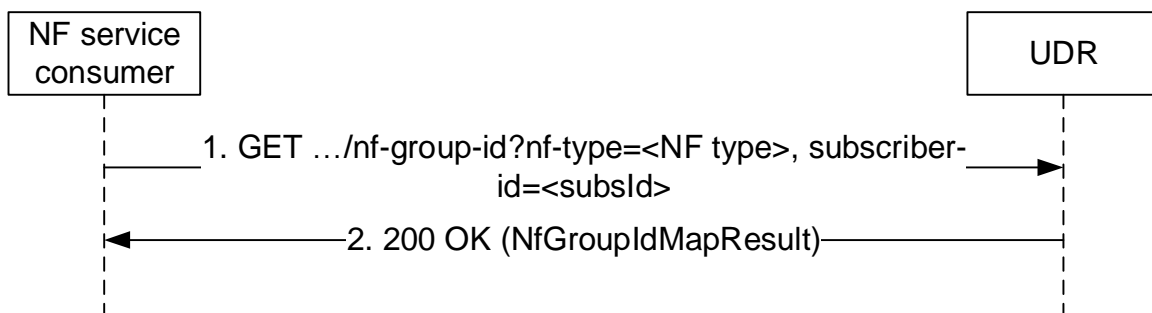 NF service
consumer
UDR
1. GET …/nf-group-id?nf-type=<NF type>, subscriber-
id=<subsId>
2. 200 OK (NfGroupIdMapResult)